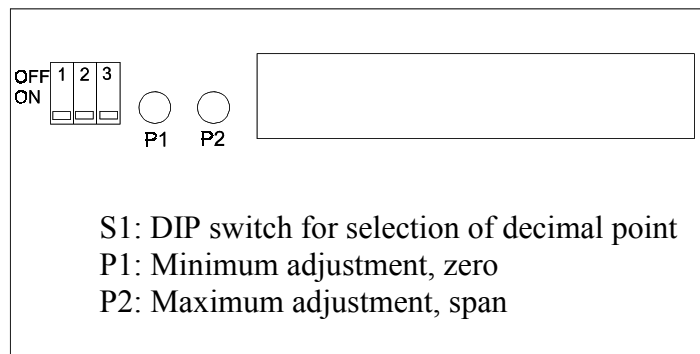 OFF 1 2 3
ON
P1 P2
S1: DIP switch for selection of decimal point
P1: Minimum adjustment, zero
P2: Maximum adjustment, span